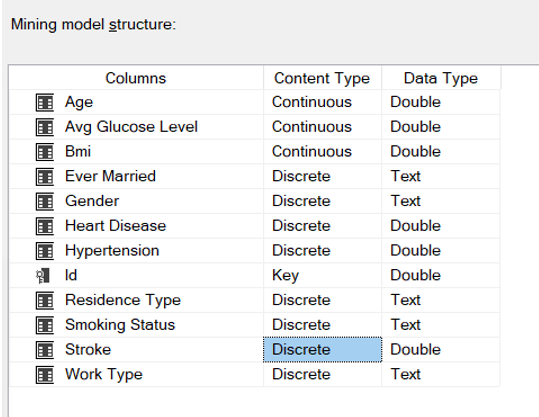 Mining model structure:
Columns Content Type Data Type
Age Continuous Double
Avg Glucose Level Continuous Double
Bmi Continuous Double
Ever Married Discrete Text
Gender Discrete Text
Heart Disease Discrete Double
Hypertension Discrete Double
Id Key Double
Residence Type Discrete Text
Smoking Status Discrete Text
Stroke Discrete Double
Work Type Discrete Text